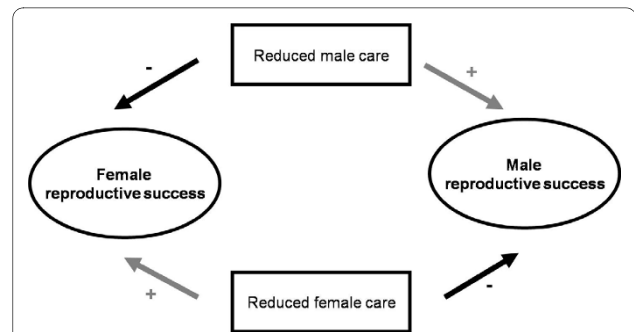 Reduced male care
-
+
Female
reproductive success
Male
reproductive success
+
Reduced female care
-